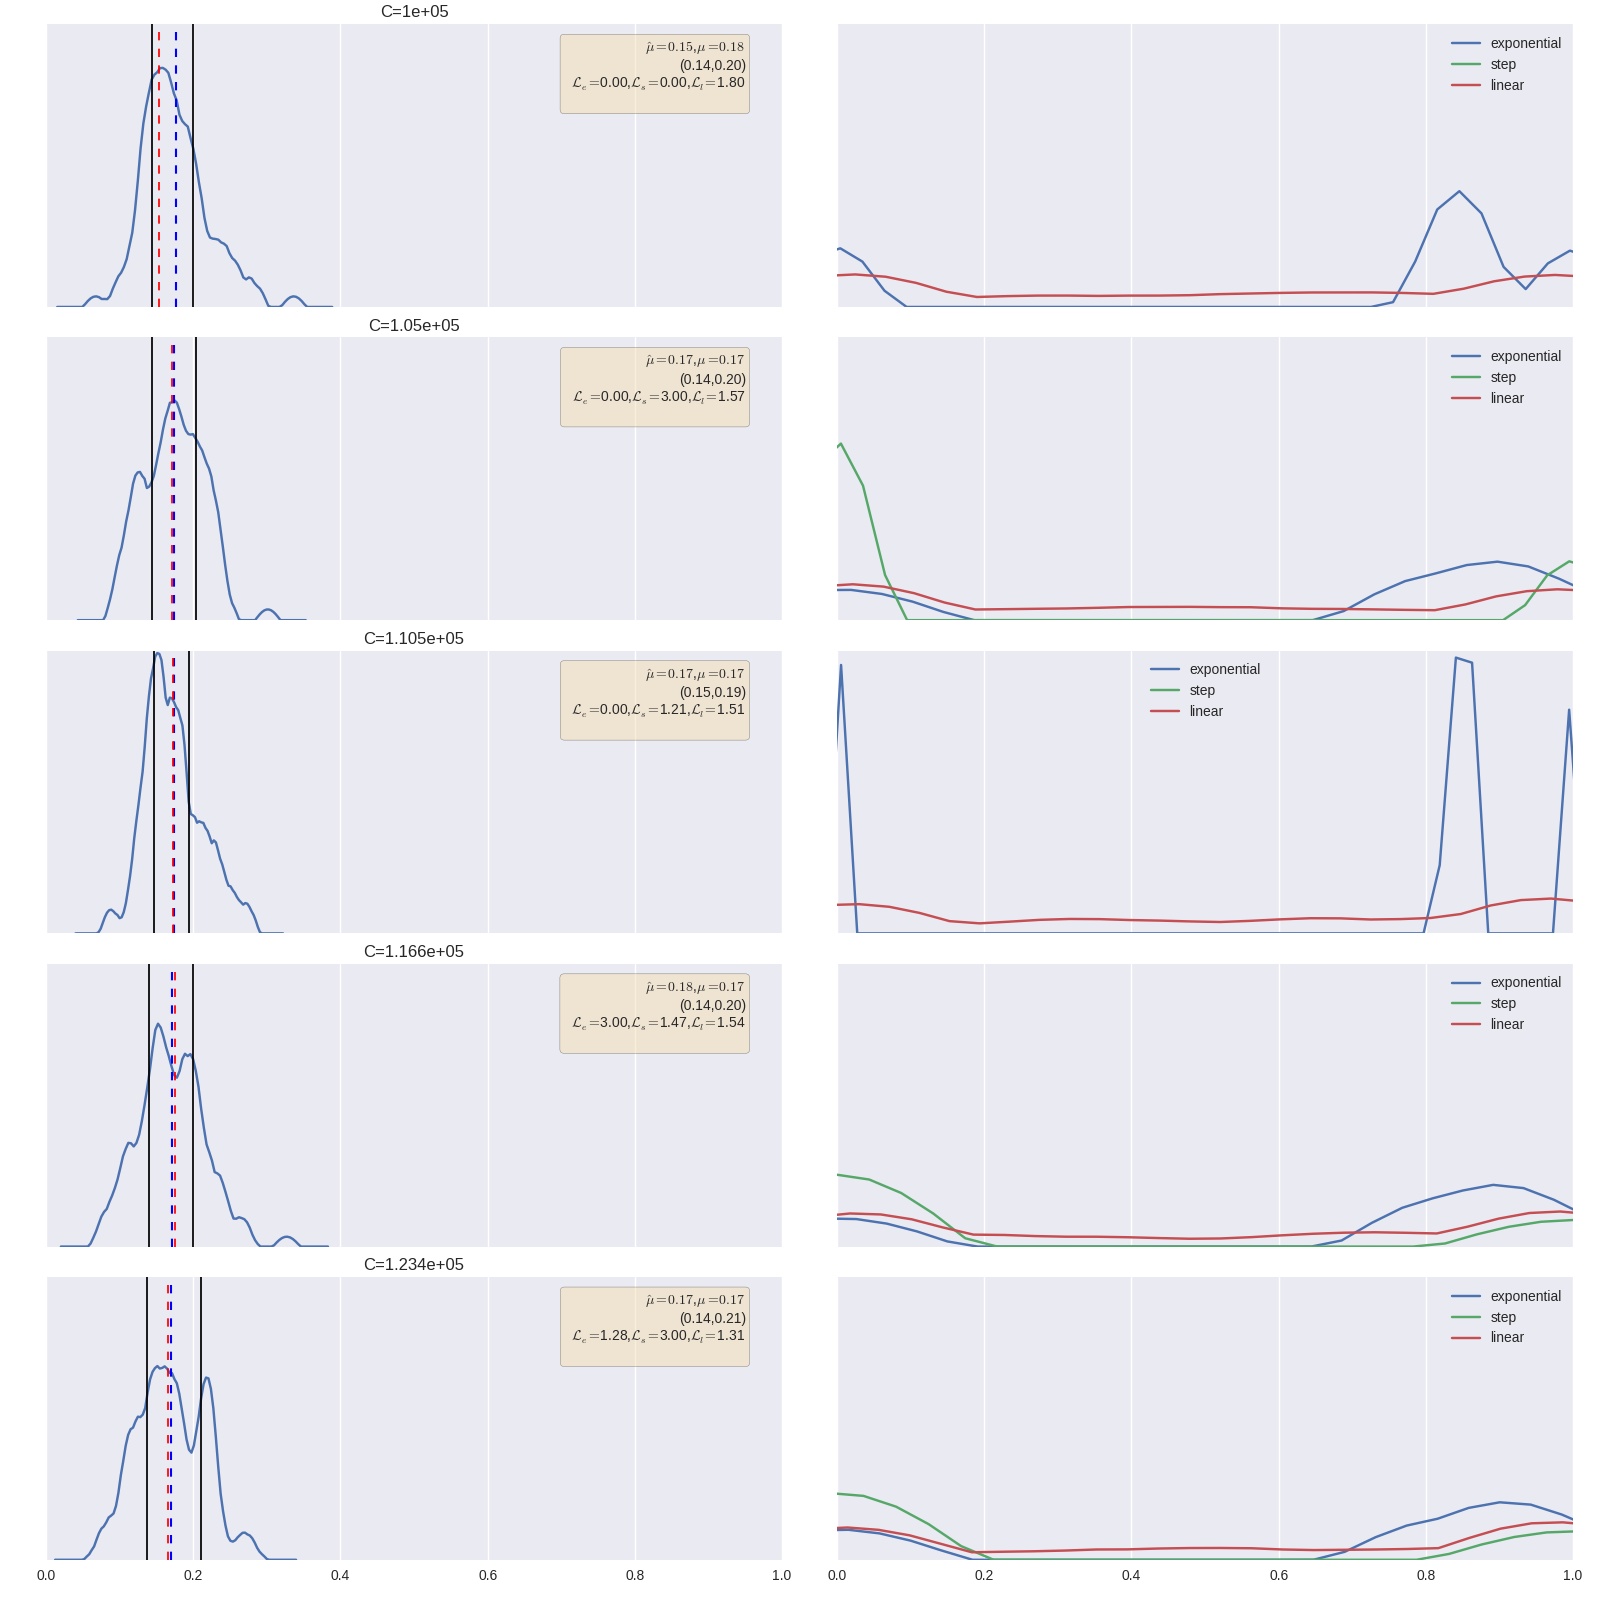 C=1e+05
μ̂=0.15,μ=0.18
(0.14,0.20)
ℒₑ=0.00,ℒₛ=0.00,ℒₗ=1.80
exponential
step
linear
C=1.05e+05
μ̂=0.17,μ=0.17
(0.14,0.20)
ℒₑ=0.00,ℒₛ=3.00,ℒₗ=1.57
exponential
step
linear
C=1.105e+05
μ̂=0.17,μ=0.17
(0.15,0.19)
ℒₑ=0.00,ℒₛ=1.21,ℒₗ=1.51
exponential
step
linear
C=1.166e+05
μ̂=0.18,μ=0.17
(0.14,0.20)
ℒₑ=3.00,ℒₛ=1.47,ℒₗ=1.54
exponential
step
linear
C=1.234e+05
μ̂=0.17,μ=0.17
(0.14,0.21)
ℒₑ=1.28,ℒₛ=3.00,ℒₗ=1.31
exponential
step
linear
0.0 0.2 0.4 0.6 0.8 1.0
0.0 0.2 0.4 0.6 0.8 1.0